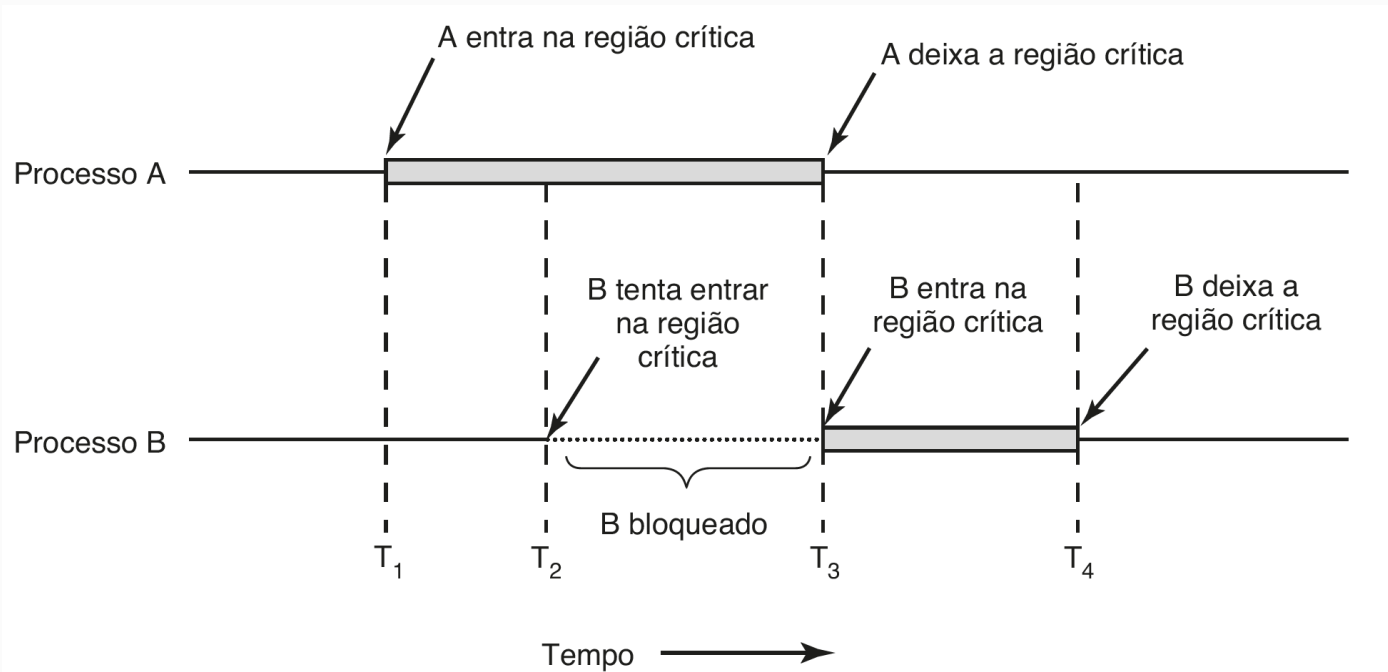 A entra na região crítica
A deixa a região crítica
Processo A
B tenta entrar
na região
crítica
B entra na
região crítica
B deixa a
região crítica
Processo B
B bloqueado
T1
T2
T3
T4
Tempo